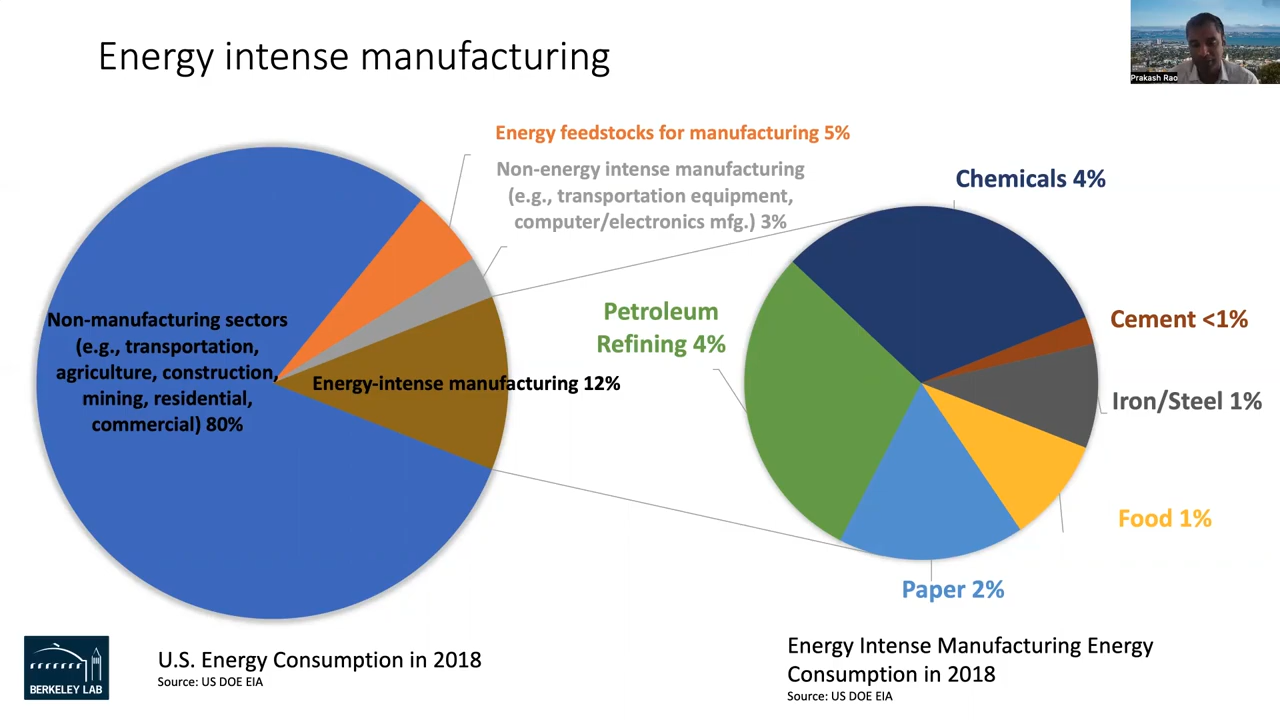 Energy intense manufacturing
Prakash Rao
Energy feedstocks for manufacturing 5%
Non-energy intense manufacturing
(e.g., transportation equipment,
computer/electronics mfg.) 3%
Non-manufacturing sectors
(e.g., transportation,
agriculture, construction,
mining, residential,
commercial) 80%
Energy-intense manufacturing 12%
Chemicals 4%
Petroleum
Refining 4%
Cement <1%
Iron/Steel 1%
Food 1%
Paper 2%
BERKELEY LAB
U.S. Energy Consumption in 2018
Source: US DOE EIA
Energy Intense Manufacturing Energy
Consumption in 2018
Source: US DOE EIA